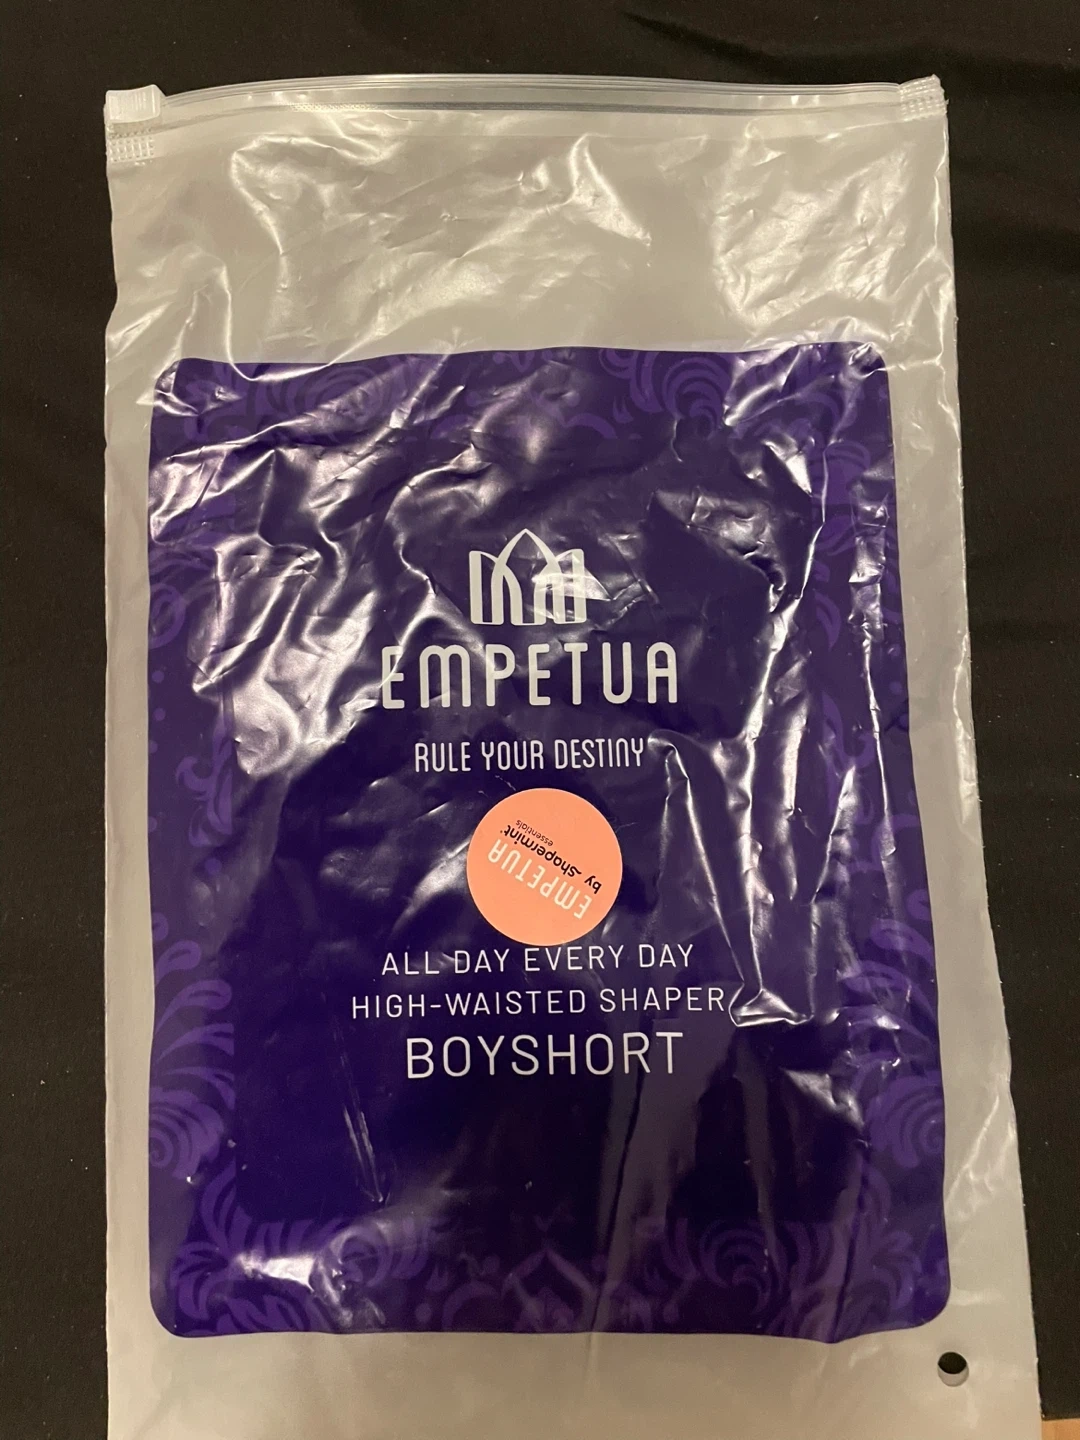 EMPETUA
RULE YOUR DESTINY
EMPETUA
by shapermint
essentials
ALL DAY EVERY DAY
HIGH-WAISTED SHAPER
BOYSHORT